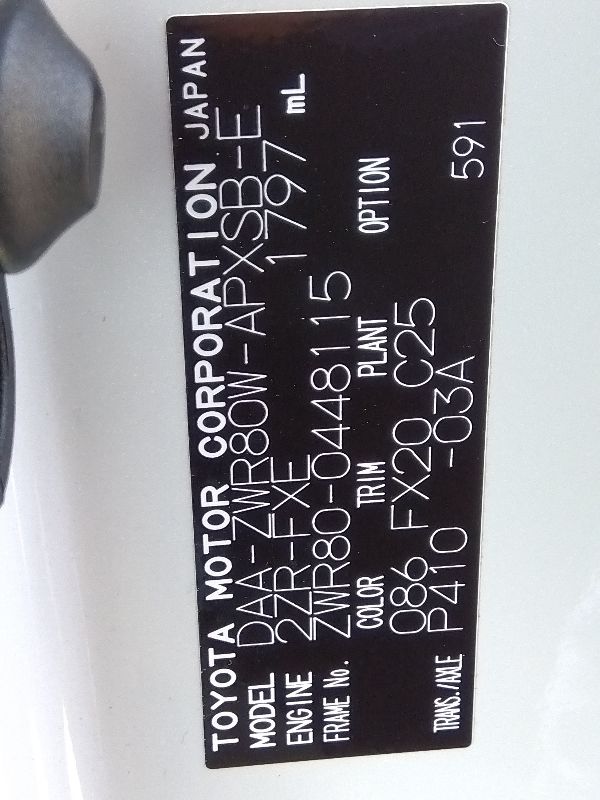 TOYOTA MOTOR CORPORATION JAPAN
MODEL DAA-ZWR80W-APXSB-E
ENGINE 2ZR-FXE 1797 mL
FRAME No. ZWR80-0448115
COLOR TRIM PLANT OPTION
086 FX20 C25
TRANS./AXLE P410 -03A 591